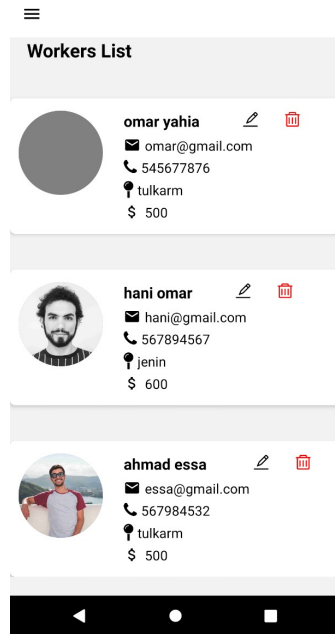 Workers List
omar yahia
omar@gmail.com
545677876
tulkarm
$ 500
hani omar
hani@gmail.com
567894567
jenin
$ 600
ahmad essa
essa@gmail.com
567984532
tulkarm
$ 500